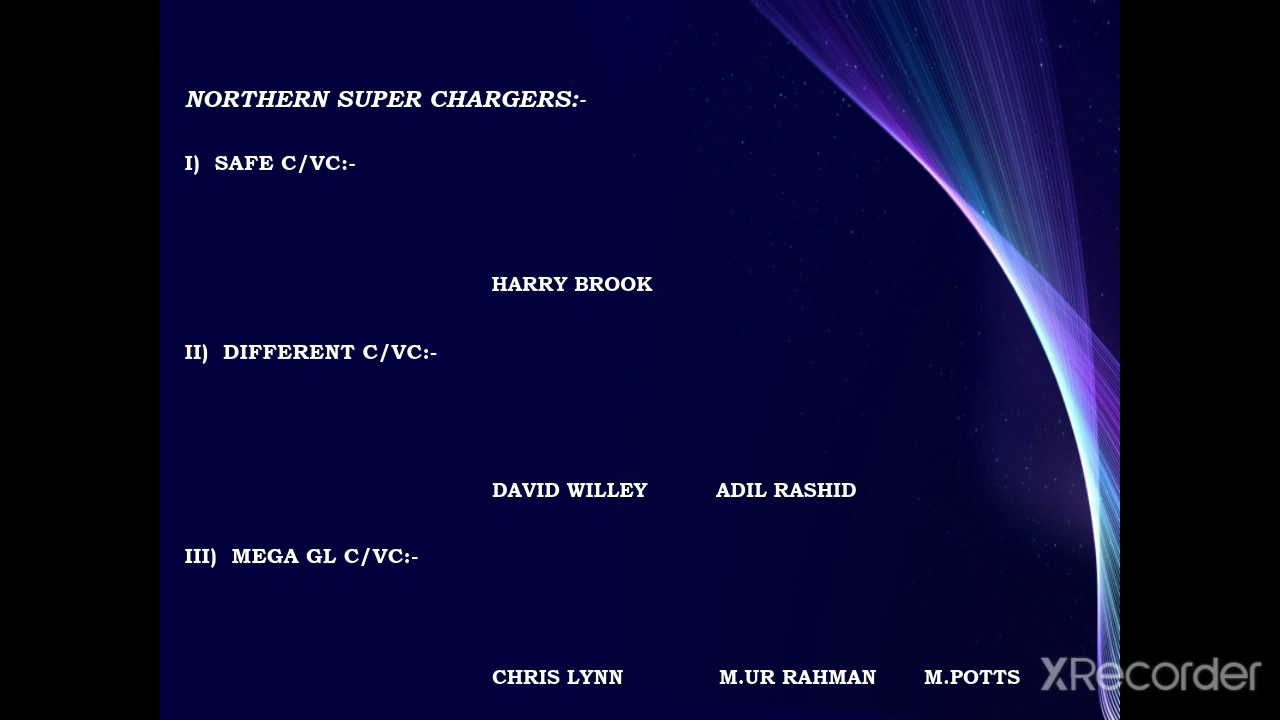 NORTHERN SUPER CHARGERS:-
I) SAFE C/VC:-
HARRY BROOK
II) DIFFERENT C/VC:-
DAVID WILLEY ADIL RASHID
III) MEGA GL C/VC:-
CHRIS LYNN M.UR RAHMAN M.POTTS
XRecorder